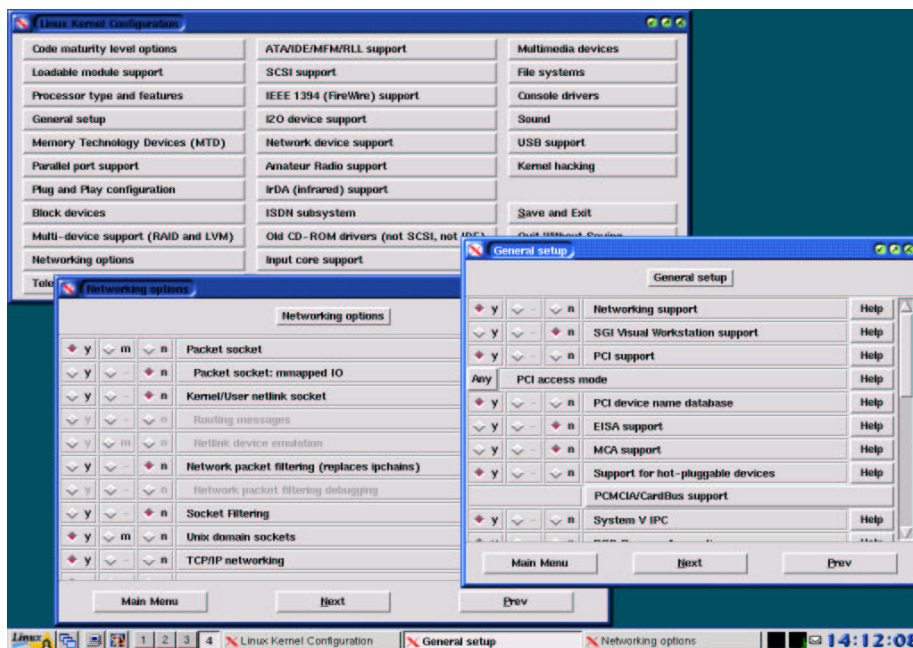 Linux Kernel Configuration
Code maturity level options
ATA/IDE/MFM/RLL support
Multimedia devices
Loadable module support
SCSI support
File systems
Processor type and features
IEEE 1394 (FireWire) support
Console drivers
General setup
I2O device support
Sound
Memory Technology Devices (MTD)
Network device support
USB support
Parallel port support
Amateur Radio support
Kernel hacking
Plug and Play configuration
IrDA (infrared) support
Block devices
ISDN subsystem
Save and Exit
Multi-device support (RAID and LVM)
Old CD-ROM drivers (not SCSI, not IDE)
Quit Without Saving
Networking options
Input core support
Tele
Networking options
Networking options
y m n Packet socket
y - n Packet socket: mmapped IO
y - n Kernel/User netlink socket
y - n Routing messages
y m n Netlink device emulation
y - n Network packet filtering (replaces ipchains)
y - n Network packet filtering debugging
y - n Socket Filtering
y m n Unix domain sockets
y - n TCP/IP networking
Main Menu Next Prev
General setup
General setup
y - n Networking support Help
y - n SGI Visual Workstation support Help
y - n PCI support Help
Any PCI access mode Help
y - n PCI device name database Help
y - n EISA support Help
y - n MCA support Help
y - n Support for hot-pluggable devices Help
PCMCIA/CardBus support
y - n System V IPC Help
Main Menu Next Prev
Linux 1 2 3 4 Linux Kernel Configuration General setup Networking options 14:12:08